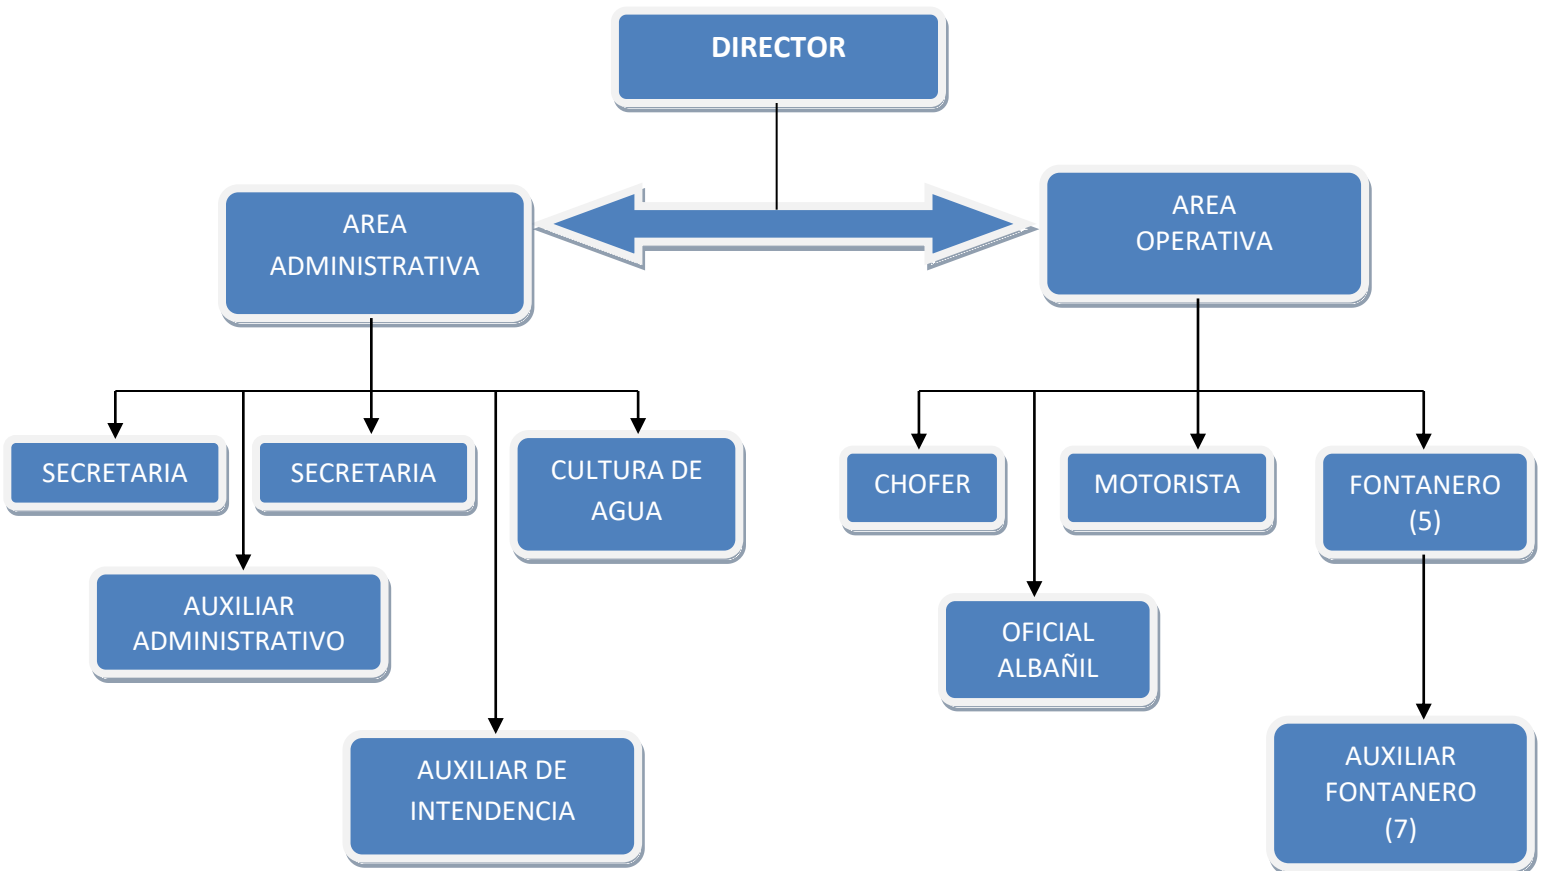 DIRECTOR
AREA
ADMINISTRATIVA
AREA
OPERATIVA
SECRETARIA
SECRETARIA
CULTURA DE
AGUA
CHOFER
MOTORISTA
FONTANERO
(5)
AUXILIAR
ADMINISTRATIVO
OFICIAL
ALBAÑIL
AUXILIAR DE
INTENDENCIA
AUXILIAR
FONTANERO
(7)